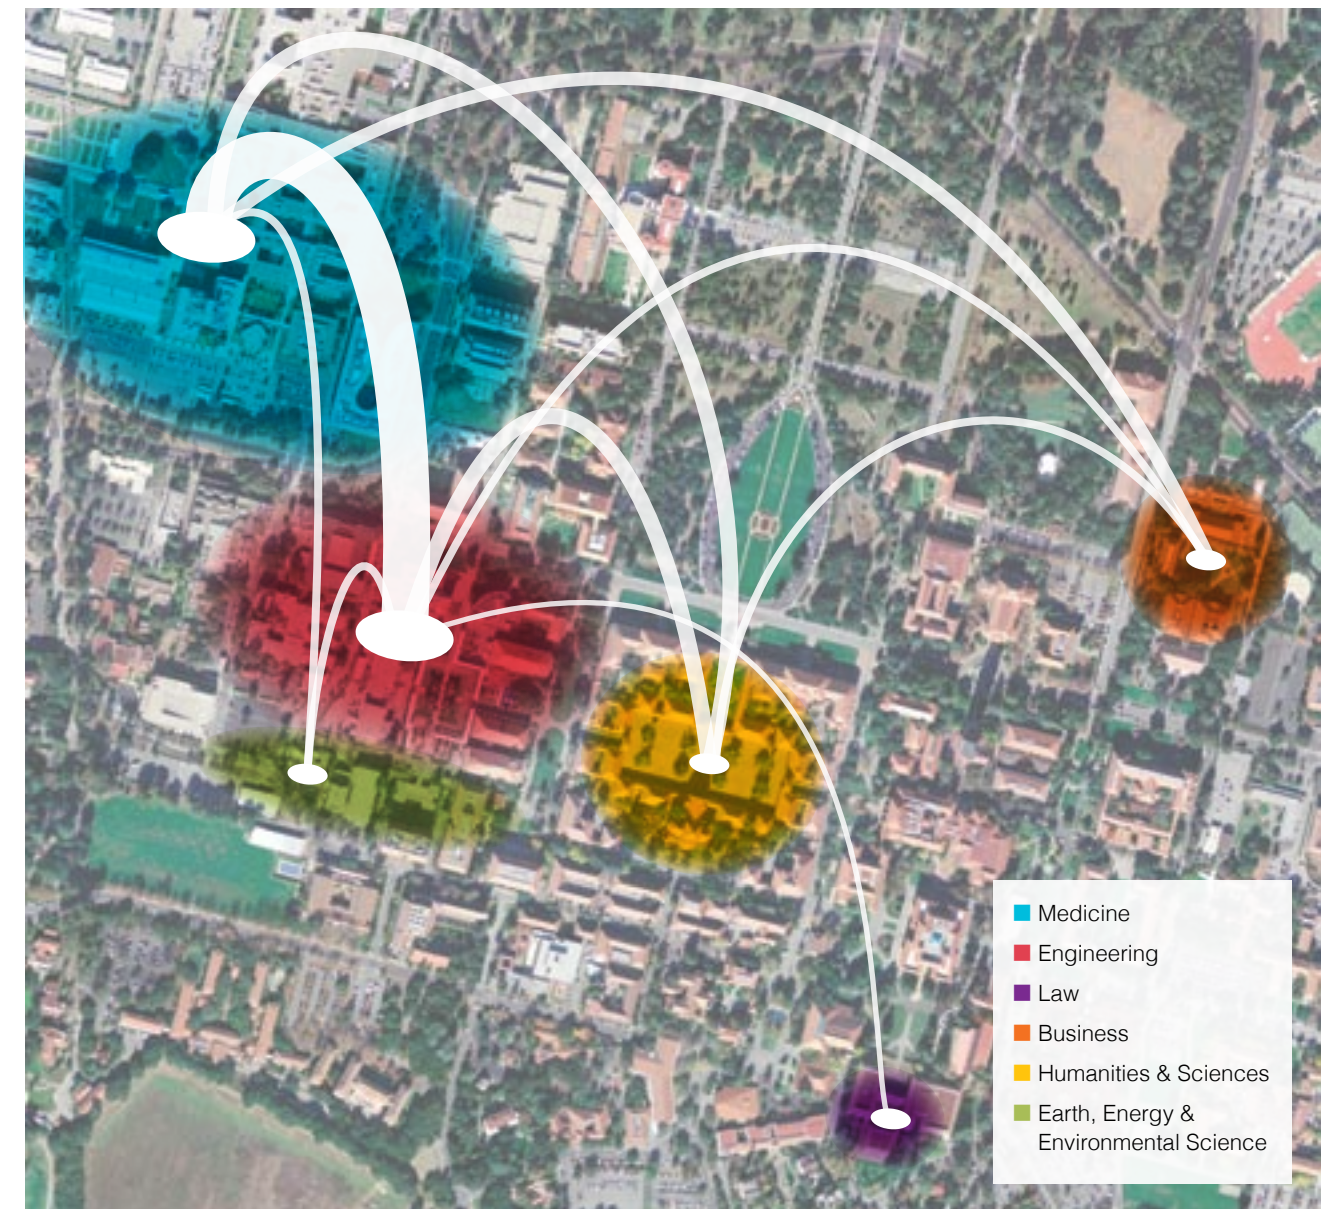 Medicine
Engineering
Law
Business
Humanities & Sciences
Earth, Energy &
Environmental Science